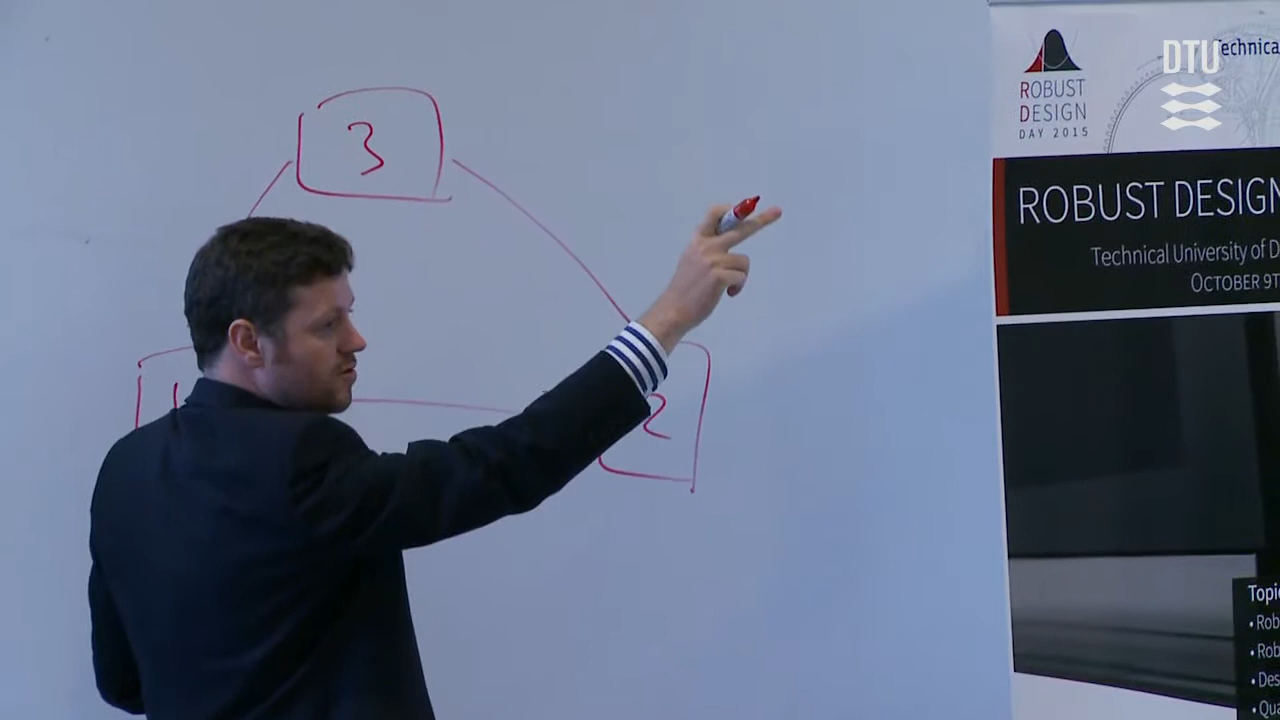 3
1
2
DTU
Technica
ROBUST
DESIGN
DAY 2015
ROBUST DESIGN
Technical University of D
OCTOBER 9T
Topi
• Rob
• Rob
• Des
• Qua